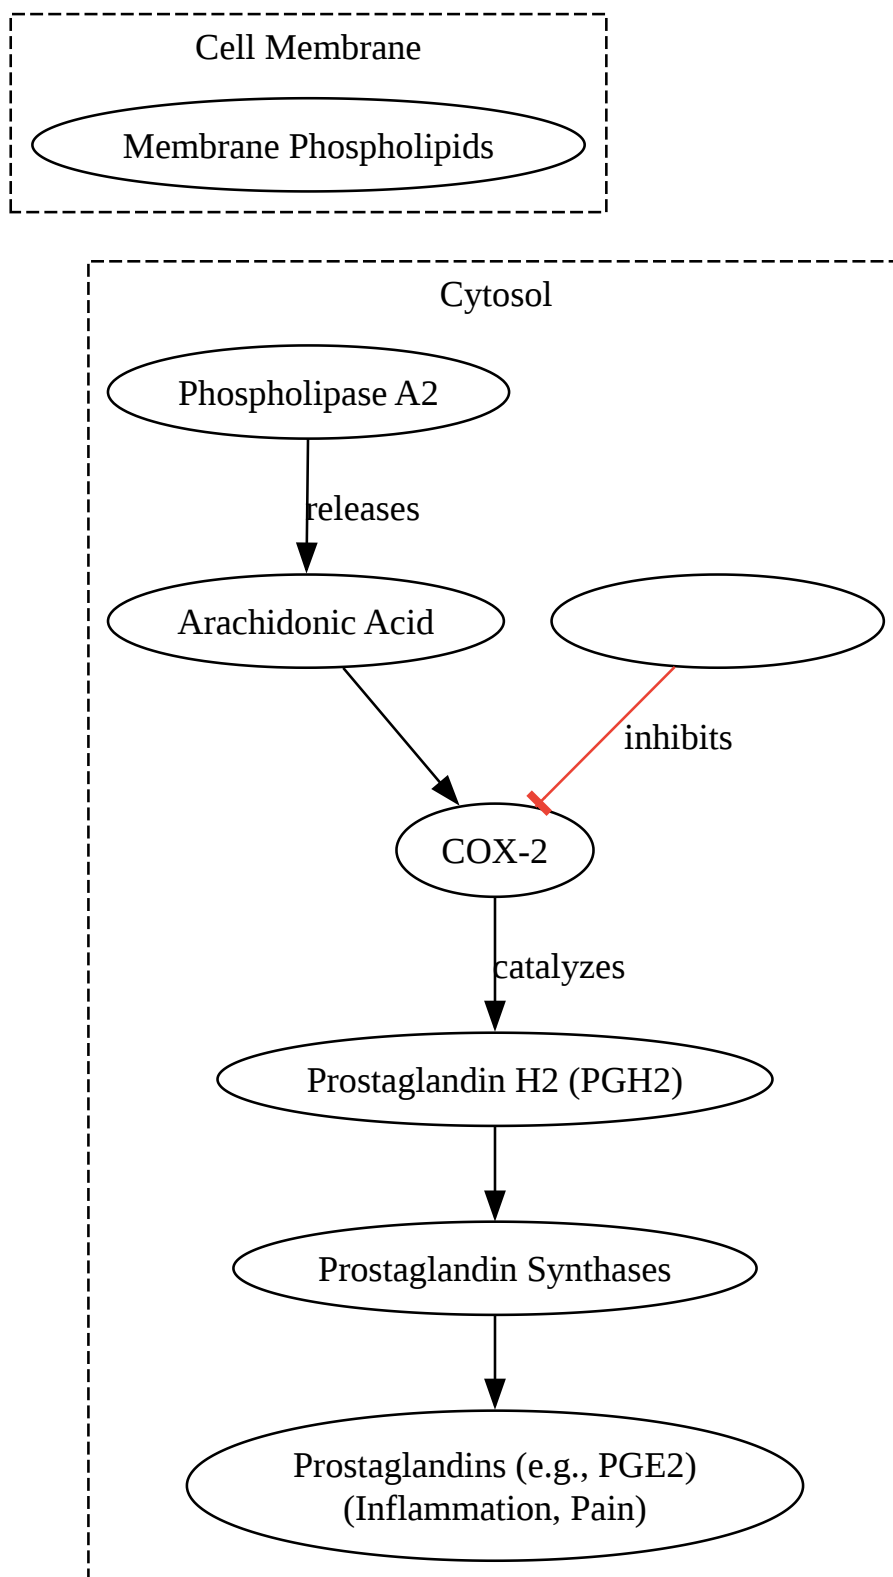 Cell Membrane
Membrane Phospholipids
Cytosol
Phospholipase A2
releases
Arachidonic Acid
inhibits
COX-2
catalyzes
Prostaglandin H2 (PGH2)
Prostaglandin Synthases
Prostaglandins (e.g., PGE2)
(Inflammation, Pain)